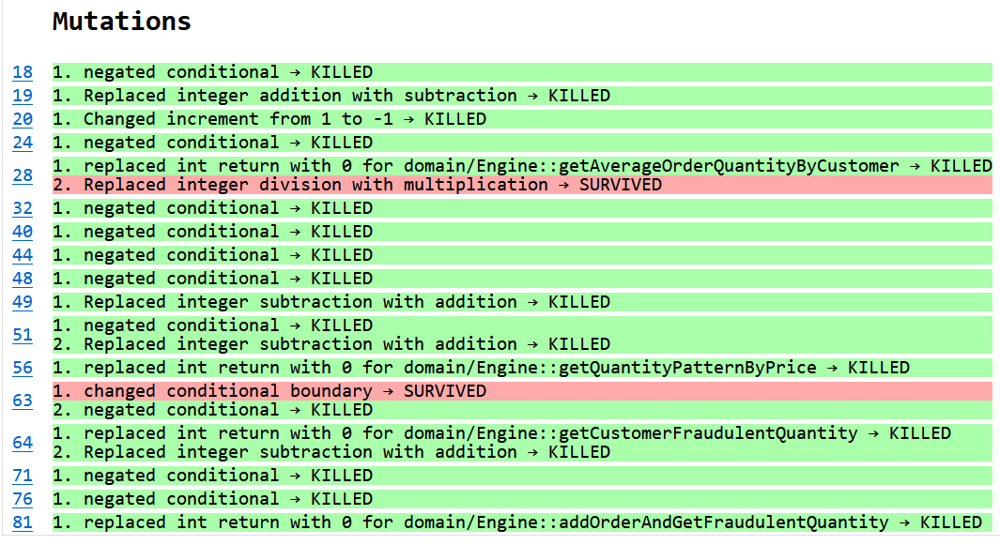 Mutations
18 1. negated conditional → KILLED
19 1. Replaced integer addition with subtraction → KILLED
20 1. Changed increment from 1 to -1 → KILLED
24 1. negated conditional → KILLED
28 1. replaced int return with 0 for domain/Engine::getAverageOrderQuantityByCustomer → KILLED
2. Replaced integer division with multiplication → SURVIVED
32 1. negated conditional → KILLED
40 1. negated conditional → KILLED
44 1. negated conditional → KILLED
48 1. negated conditional → KILLED
49 1. Replaced integer subtraction with addition → KILLED
51 1. negated conditional → KILLED
2. Replaced integer subtraction with addition → KILLED
56 1. replaced int return with 0 for domain/Engine::getQuantityPatternByPrice → KILLED
63 1. changed conditional boundary → SURVIVED
2. negated conditional → KILLED
64 1. replaced int return with 0 for domain/Engine::getCustomerFraudulentQuantity → KILLED
2. Replaced integer subtraction with addition → KILLED
71 1. negated conditional → KILLED
76 1. negated conditional → KILLED
81 1. replaced int return with 0 for domain/Engine::addOrderAndGetFraudulentQuantity → KILLED